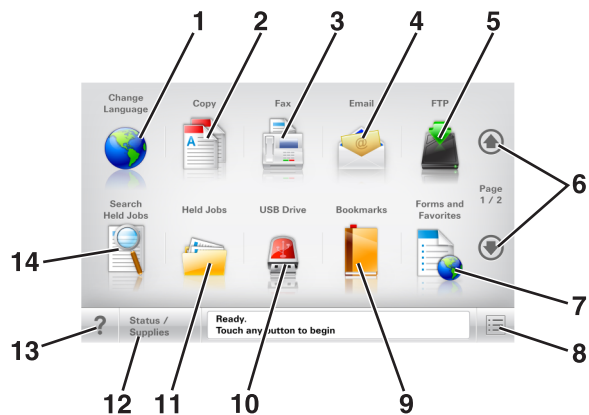 1 2 3 4 5
Change
Language
Copy
Fax
Email
FTP
A
@
6
Page
1 / 2
Search
Held Jobs
Held Jobs
USB Drive
Bookmarks
Forms and
Favorites
14
7
?
Status /
Supplies
Ready.
Touch any button to begin
8
13 12 11 10 9